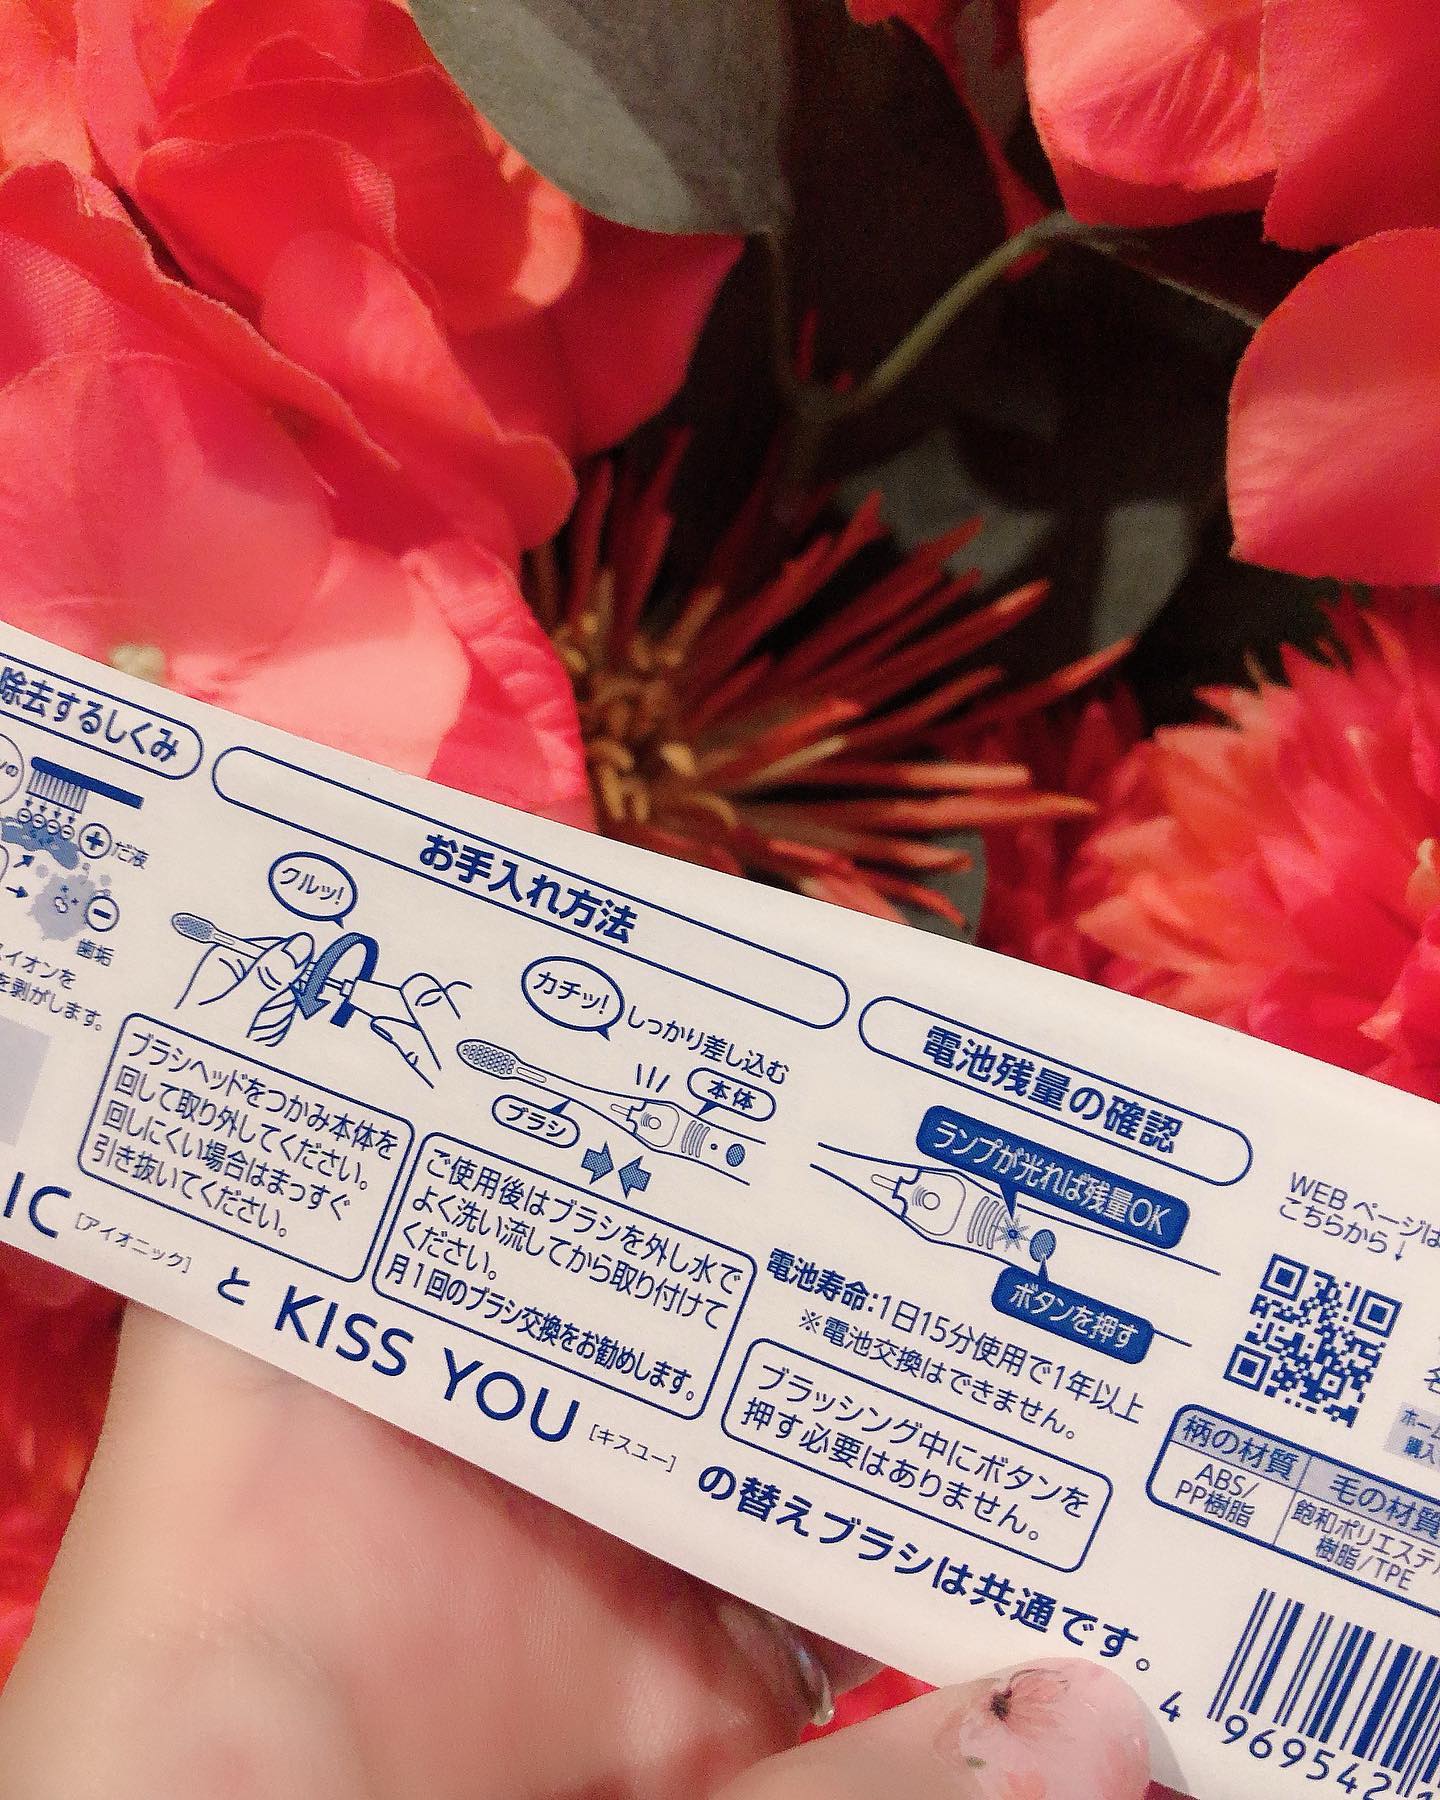 除去するしくみ
だ液
歯垢
イオンを
を剥がします。
お手入れ方法
クルッ!
ブラシヘッドをつかみ本体を
回して取り外してください。
回しにくい場合はまっすぐ
引き抜いてください。
カチッ!
しっかり差し込む
本体
ブラシ
ご使用後はブラシを外し水で
よく洗い流してから取り付けて
ください。
月1回のブラシ交換をお勧めします。
電池残量の確認
ランプが光れば残量OK
ボタンを押す
電池寿命:1日15分使用で1年以上
※電池交換はできません。
ブラッシング中にボタンを
押す必要はありません。
WEBページは
こちらから↓
柄の材質
ABS/
PP樹脂
毛の材質
飽和ポリエステル
樹脂/TPE
IC [アイオニック] と KISS YOU [キスユー] の替えブラシは共通です。
4 969542